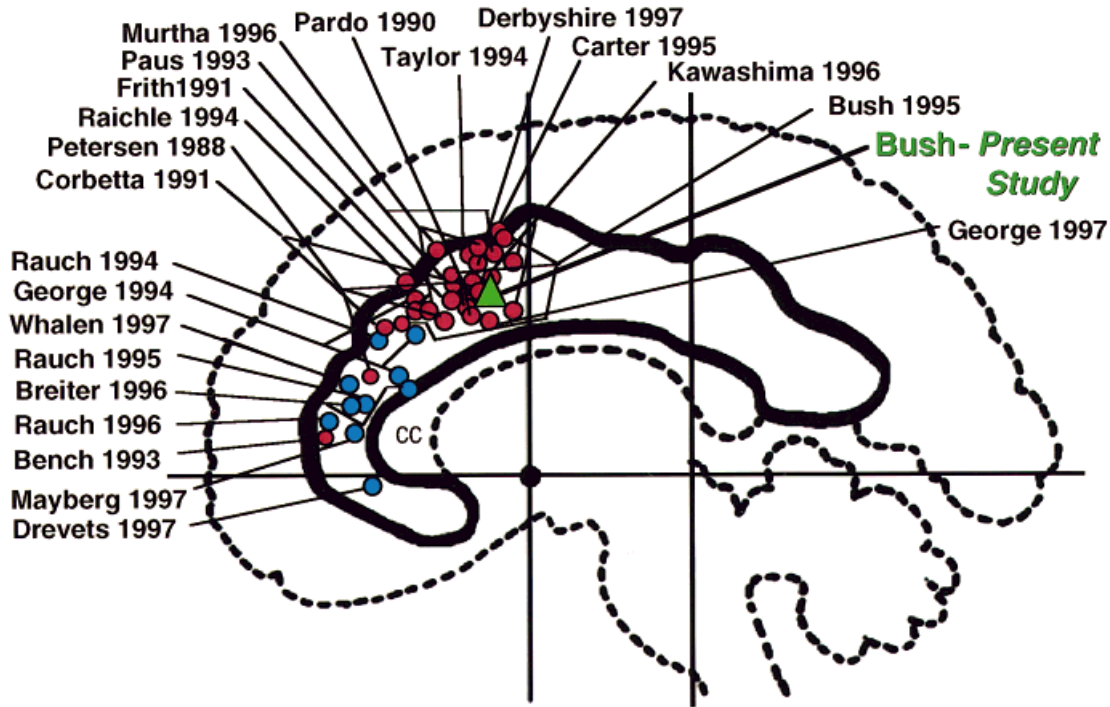 Pardo 1990
Derbyshire 1997
Murtha 1996
Taylor 1994
Carter 1995
Paus 1993
Kawashima 1996
Frith1991
Bush 1995
Raichle 1994
Petersen 1988
Bush- Present
Study
Corbetta 1991
George 1997
Rauch 1994
George 1994
Whalen 1997
Rauch 1995
Breiter 1996
Rauch 1996
CC
Bench 1993
Mayberg 1997
Drevets 1997